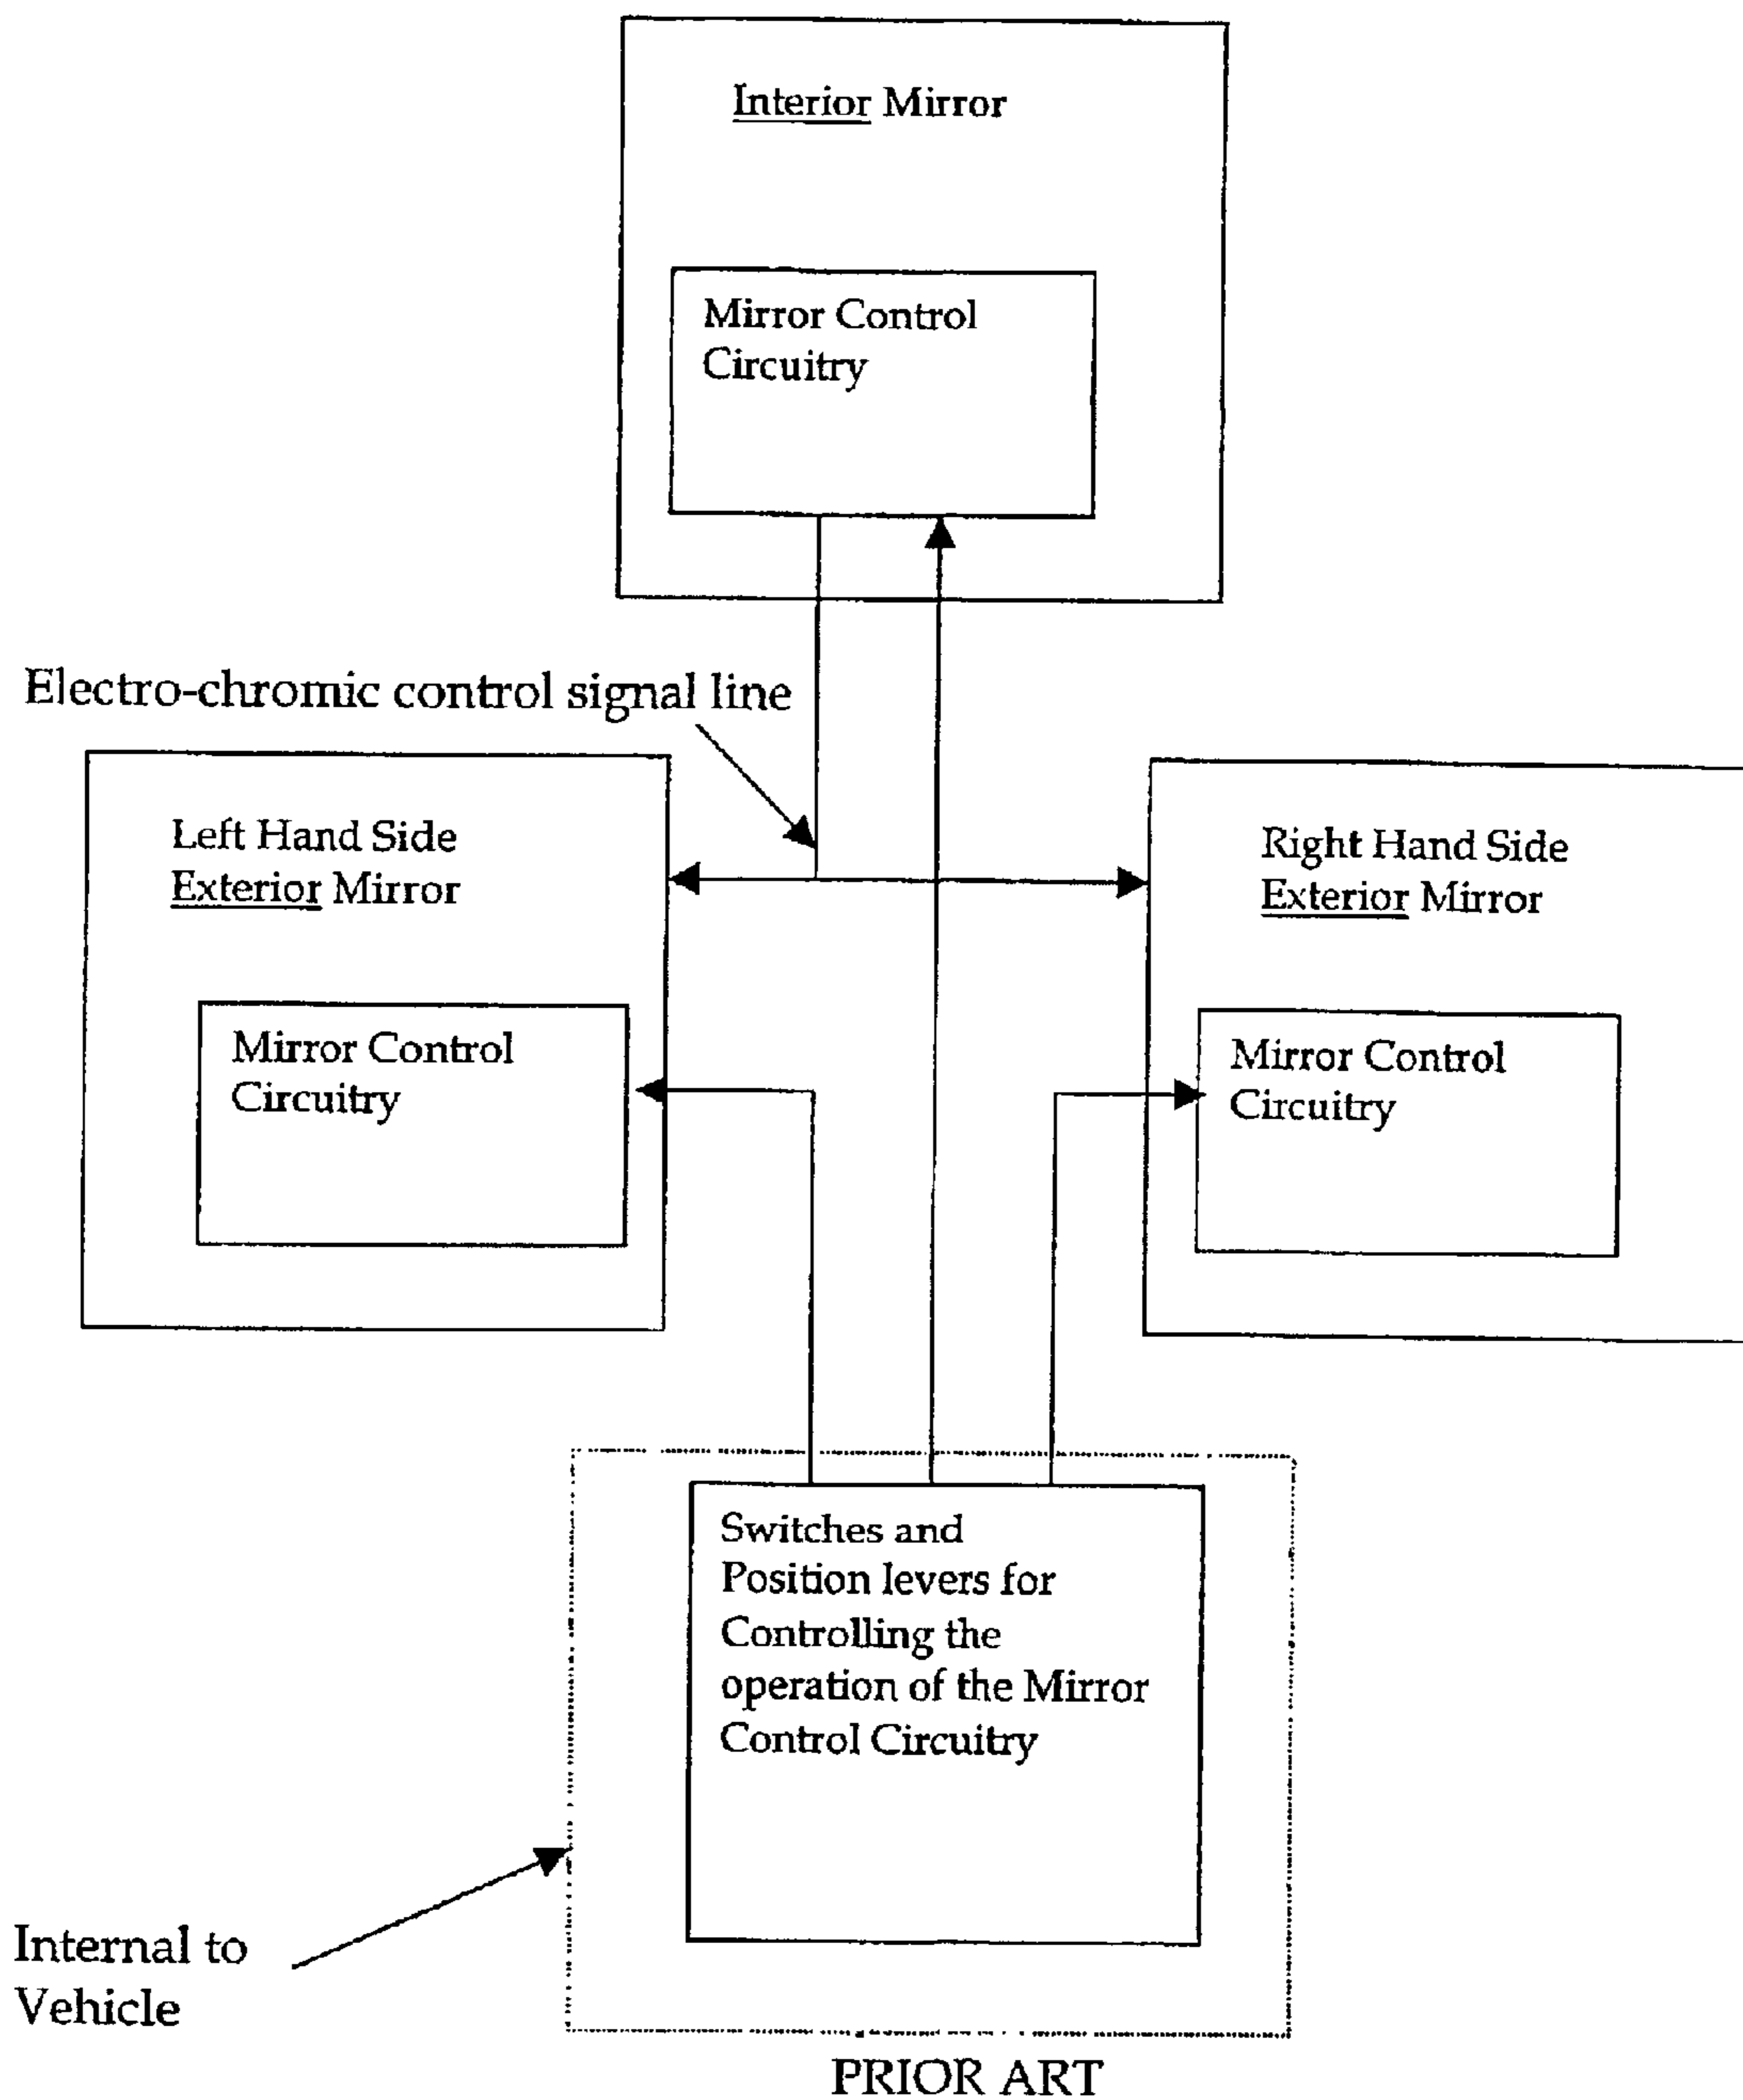 Interior Mirror
Mirror Control
Circuitry
Electro-chromic control signal line
Left Hand Side
Exterior Mirror
Right Hand Side
Exterior Mirror
Mirror Control
Circuitry
Mirror Control
Circuitry
Switches and
Position levers for
Controlling the
operation of the Mirror
Control Circuitry
Internal to
Vehicle
PRIOR ART